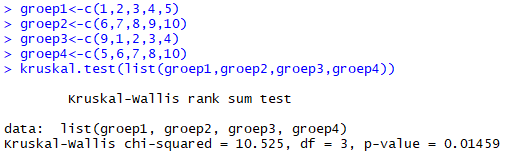 > groep1<-c(1,2,3,4,5)
> groep2<-c(6,7,8,9,10)
> groep3<-c(9,1,2,3,4)
> groep4<-c(5,6,7,8,10)
> kruskal.test(list(groep1,groep2,groep3,groep4))
Kruskal-Wallis rank sum test
data:  list(groep1, groep2, groep3, groep4)
Kruskal-Wallis chi-squared = 10.525, df = 3, p-value = 0.01459